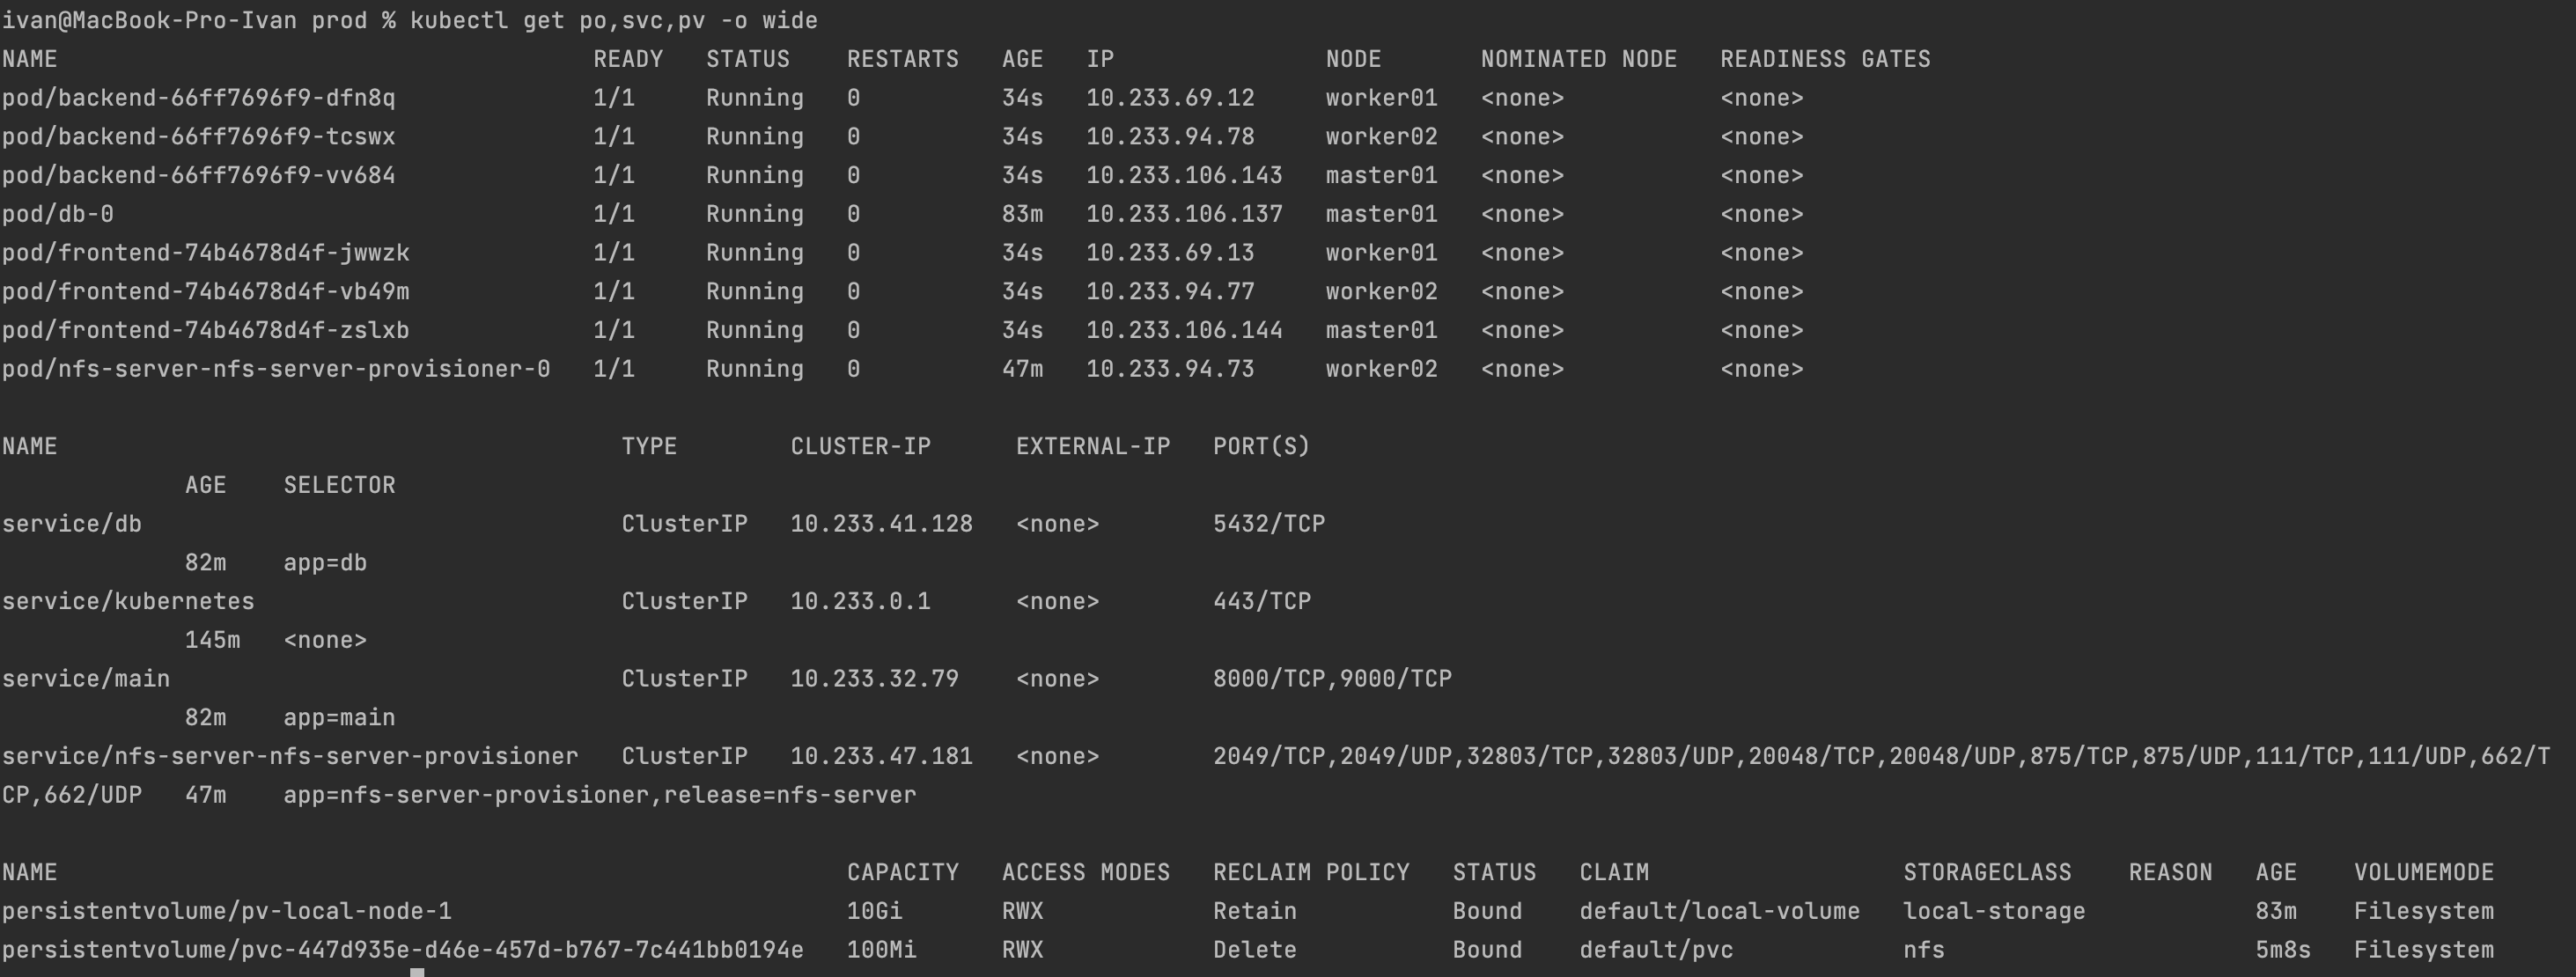 ivan@MacBook-Pro-Ivan prod % kubectl get po,svc,pv -o wide
NAME                                      READY   STATUS    RESTARTS   AGE   IP               NODE       NOMINATED NODE   READINESS GATES
pod/backend-66ff7696f9-dfn8q              1/1     Running   0          34s   10.233.69.12     worker01   <none>           <none>
pod/backend-66ff7696f9-tcswx              1/1     Running   0          34s   10.233.94.78     worker02   <none>           <none>
pod/backend-66ff7696f9-vv684              1/1     Running   0          34s   10.233.106.143   master01   <none>           <none>
pod/db-0                                  1/1     Running   0          83m   10.233.106.137   master01   <none>           <none>
pod/frontend-74b4678d4f-jwwzk             1/1     Running   0          34s   10.233.69.13     worker01   <none>           <none>
pod/frontend-74b4678d4f-vb49m             1/1     Running   0          34s   10.233.94.77     worker02   <none>           <none>
pod/frontend-74b4678d4f-zslxb             1/1     Running   0          34s   10.233.106.144   master01   <none>           <none>
pod/nfs-server-nfs-server-provisioner-0   1/1     Running   0          47m   10.233.94.73     worker02   <none>           <none>

NAME                                        TYPE        CLUSTER-IP      EXTERNAL-IP   PORT(S)
             AGE    SELECTOR
service/db                                  ClusterIP   10.233.41.128   <none>        5432/TCP
             82m    app=db
service/kubernetes                          ClusterIP   10.233.0.1      <none>        443/TCP
             145m   <none>
service/main                                ClusterIP   10.233.32.79    <none>        8000/TCP,9000/TCP
             82m    app=main
service/nfs-server-nfs-server-provisioner   ClusterIP   10.233.47.181   <none>        2049/TCP,2049/UDP,32803/TCP,32803/UDP,20048/TCP,20048/UDP,875/TCP,875/UDP,111/TCP,111/UDP,662/T
CP,662/UDP   47m    app=nfs-server-provisioner,release=nfs-server

NAME                                                        CAPACITY   ACCESS MODES   RECLAIM POLICY   STATUS   CLAIM                  STORAGECLASS    REASON   AGE    VOLUMEMODE
persistentvolume/pv-local-node-1                            10Gi       RWX            Retain           Bound    default/local-volume   local-storage            83m    Filesystem
persistentvolume/pvc-447d935e-d46e-457d-b767-7c441bb0194e   100Mi      RWX            Delete           Bound    default/pvc            nfs                      5m8s   Filesystem